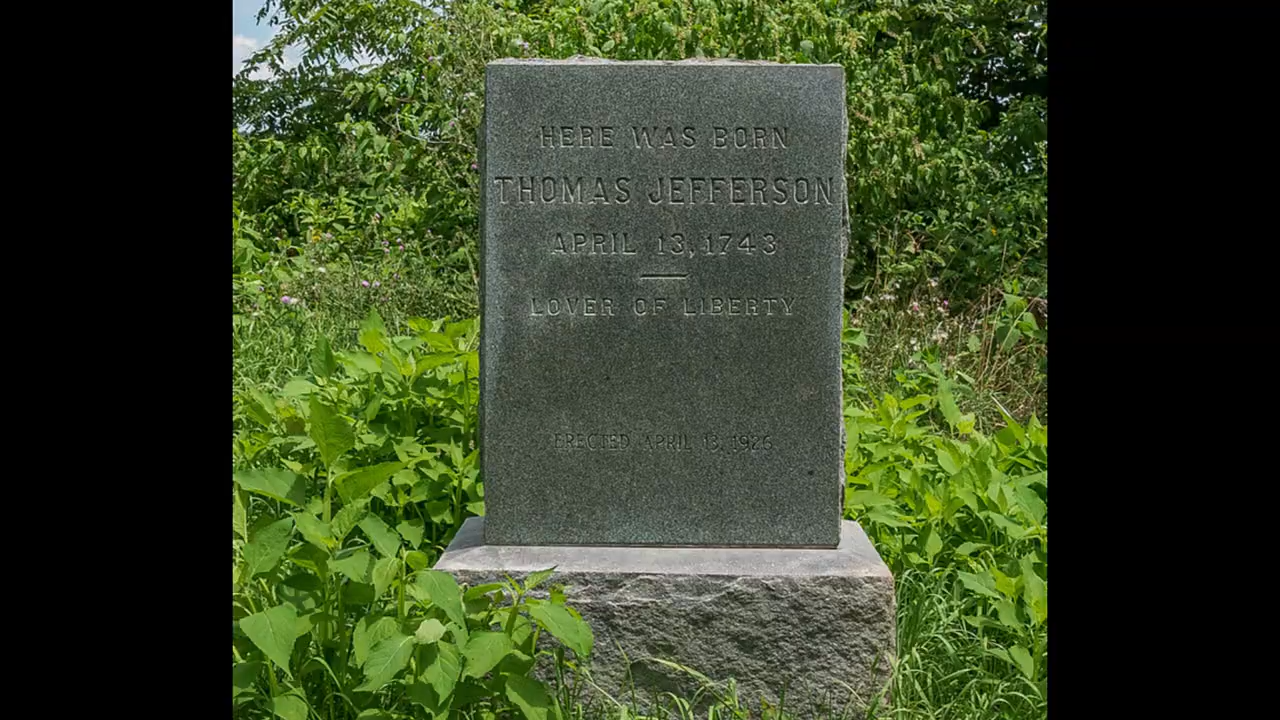 HERE WAS BORN
THOMAS JEFFERSON
APRIL 13, 1743
LOVER OF LIBERTY
ERECTED APRIL 13, 1926